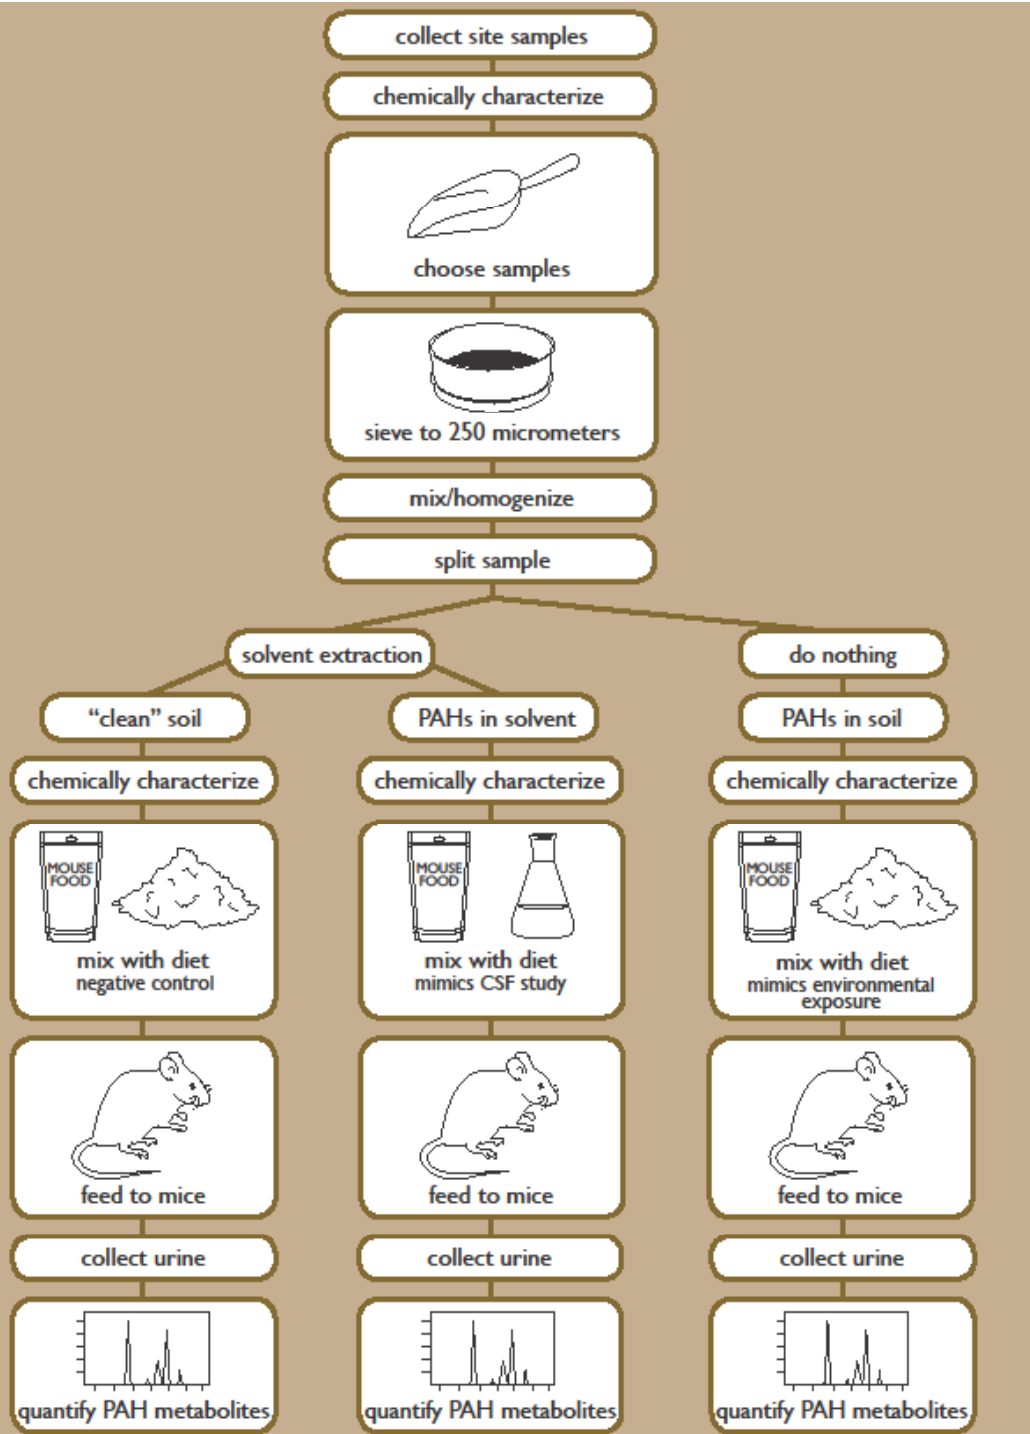 collect site samples
chemically characterize
choose samples
sieve to 250 micrometers
mix/homogenize
split sample
solvent extraction
do nothing
“clean” soil
PAHs in solvent
PAHs in soil
chemically characterize
chemically characterize
chemically characterize
MOUSE
FOOD
mix with diet
negative control
MOUSE
FOOD
mix with diet
mimics CSF study
MOUSE
FOOD
mix with diet
mimics environmental
exposure
feed to mice
feed to mice
feed to mice
collect urine
collect urine
collect urine
quantify PAH metabolites
quantify PAH metabolites
quantify PAH metabolites